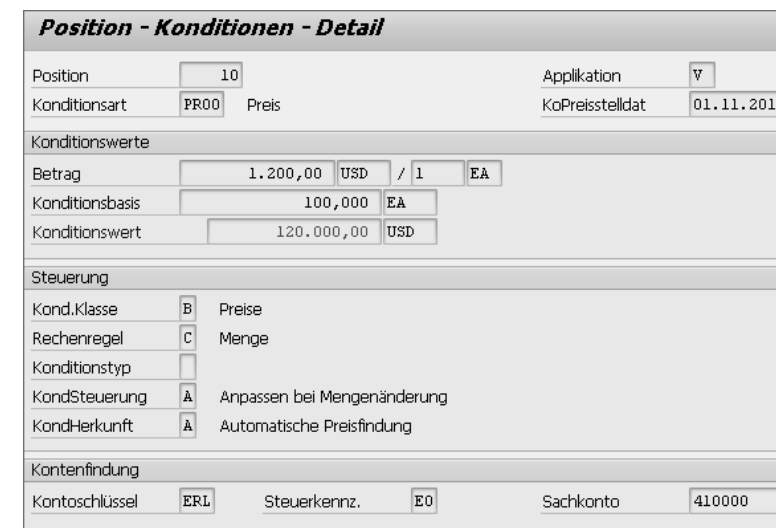 Position - Konditionen - Detail
Position 10 Applikation V
Konditionsart PR00 Preis KoPreisstelldat 01.11.201
Konditionswerte
Betrag 1.200,00 USD / 1 EA
Konditionsbasis 100,000 EA
Konditionswert 120.000,00 USD
Steuerung
Kond.Klasse B Preise
Rechenregel C Menge
Konditionstyp
KondSteuerung A Anpassen bei Mengenänderung
KondHerkunft A Automatische Preisfindung
Kontenfindung
Kontoschlüssel ERL Steuerkennz. E0 Sachkonto 410000